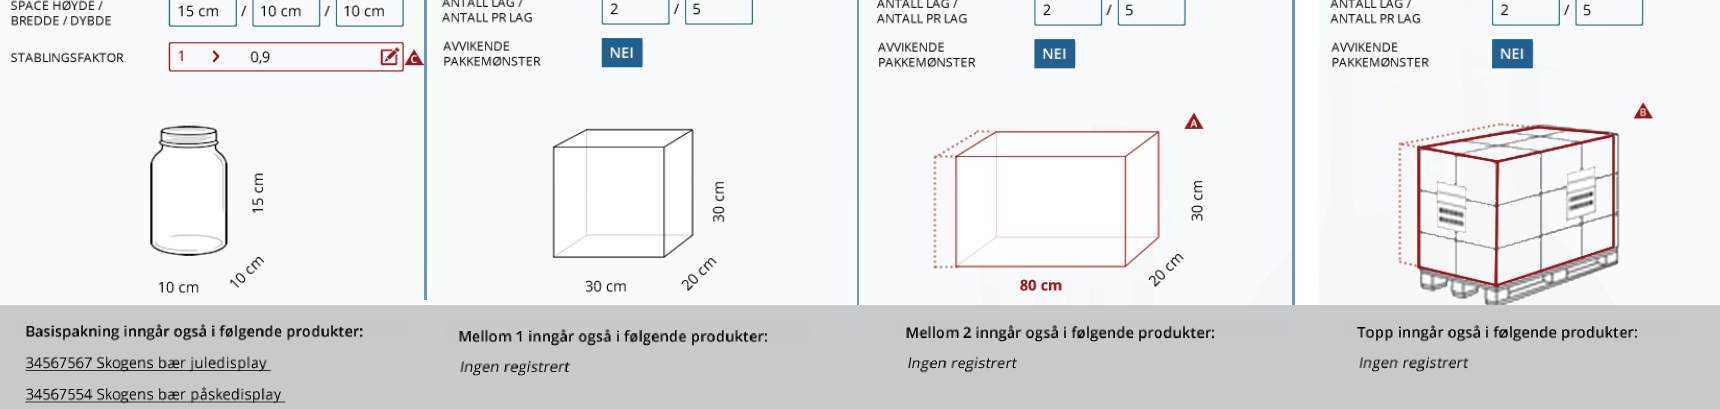 SPACE HØYDE /
BREDDE / DYBDE
15 cm / 10 cm / 10 cm
STABLINGSFAKTOR
1 > 0,9
C
15 cm
10 cm
10 cm
ANTALL LAG /
ANTALL PR LAG
2 / 5
AVVIKENDE
PAKKEMØNSTER
NEI
30 cm
20 cm
30 cm
ANTALL LAG /
ANTALL PR LAG
2 / 5
AVVIKENDE
PAKKEMØNSTER
NEI
A
30 cm
20 cm
80 cm
ANTALL LAG /
ANTALL PR LAG
2 / 5
AVVIKENDE
PAKKEMØNSTER
NEI
B
Basispakning inngår også i følgende produkter:
34567567 Skogens bær juledisplay
34567554 Skogens bær påskedisplay
Mellom 1 inngår også i følgende produkter:
Ingen registrert
Mellom 2 inngår også i følgende produkter:
Ingen registrert
Topp inngår også i følgende produkter:
Ingen registrert